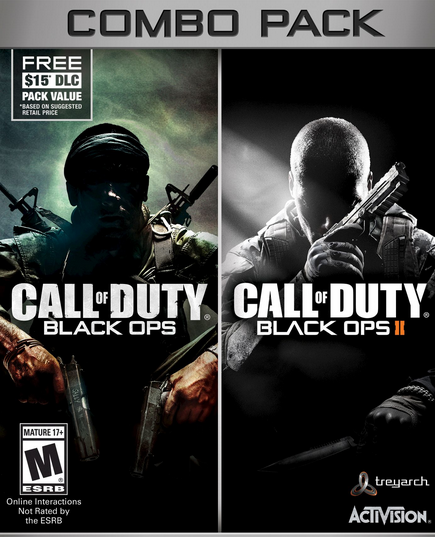 COMBO PACK
FREE
$15* DLC
PACK VALUE
*BASED ON SUGGESTED
RETAIL PRICE
CALL OF DUTY®
BLACK OPS
CALL OF DUTY®
BLACK OPS II
MATURE 17+
M
®
ESRB
Online Interactions
Not Rated by
the ESRB
treyarch
ACTIVISION®